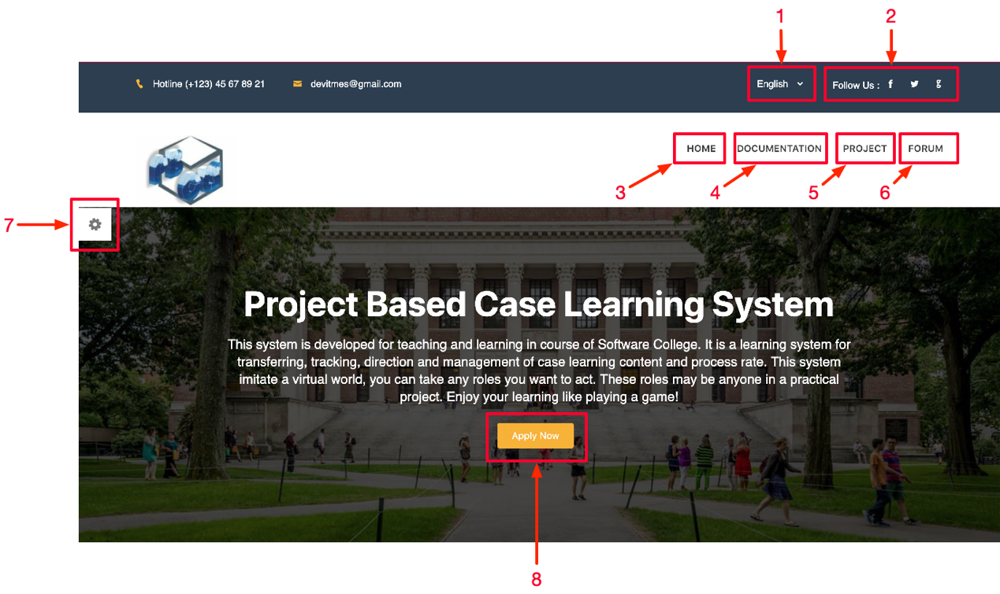 1
2
Hotline (+123) 45 67 89 21
devitmes@gmail.com
English
Follow Us :
HOME
DOCUMENTATION
PROJECT
FORUM
3
4
5
6
7
Project Based Case Learning System
This system is developed for teaching and learning in course of Software College. It is a learning system for
transferring, tracking, direction and management of case learning content and process rate. This system
imitate a virtual world, you can take any roles you want to act. These roles may be anyone in a practical
project. Enjoy your learning like playing a game!
Apply Now
8